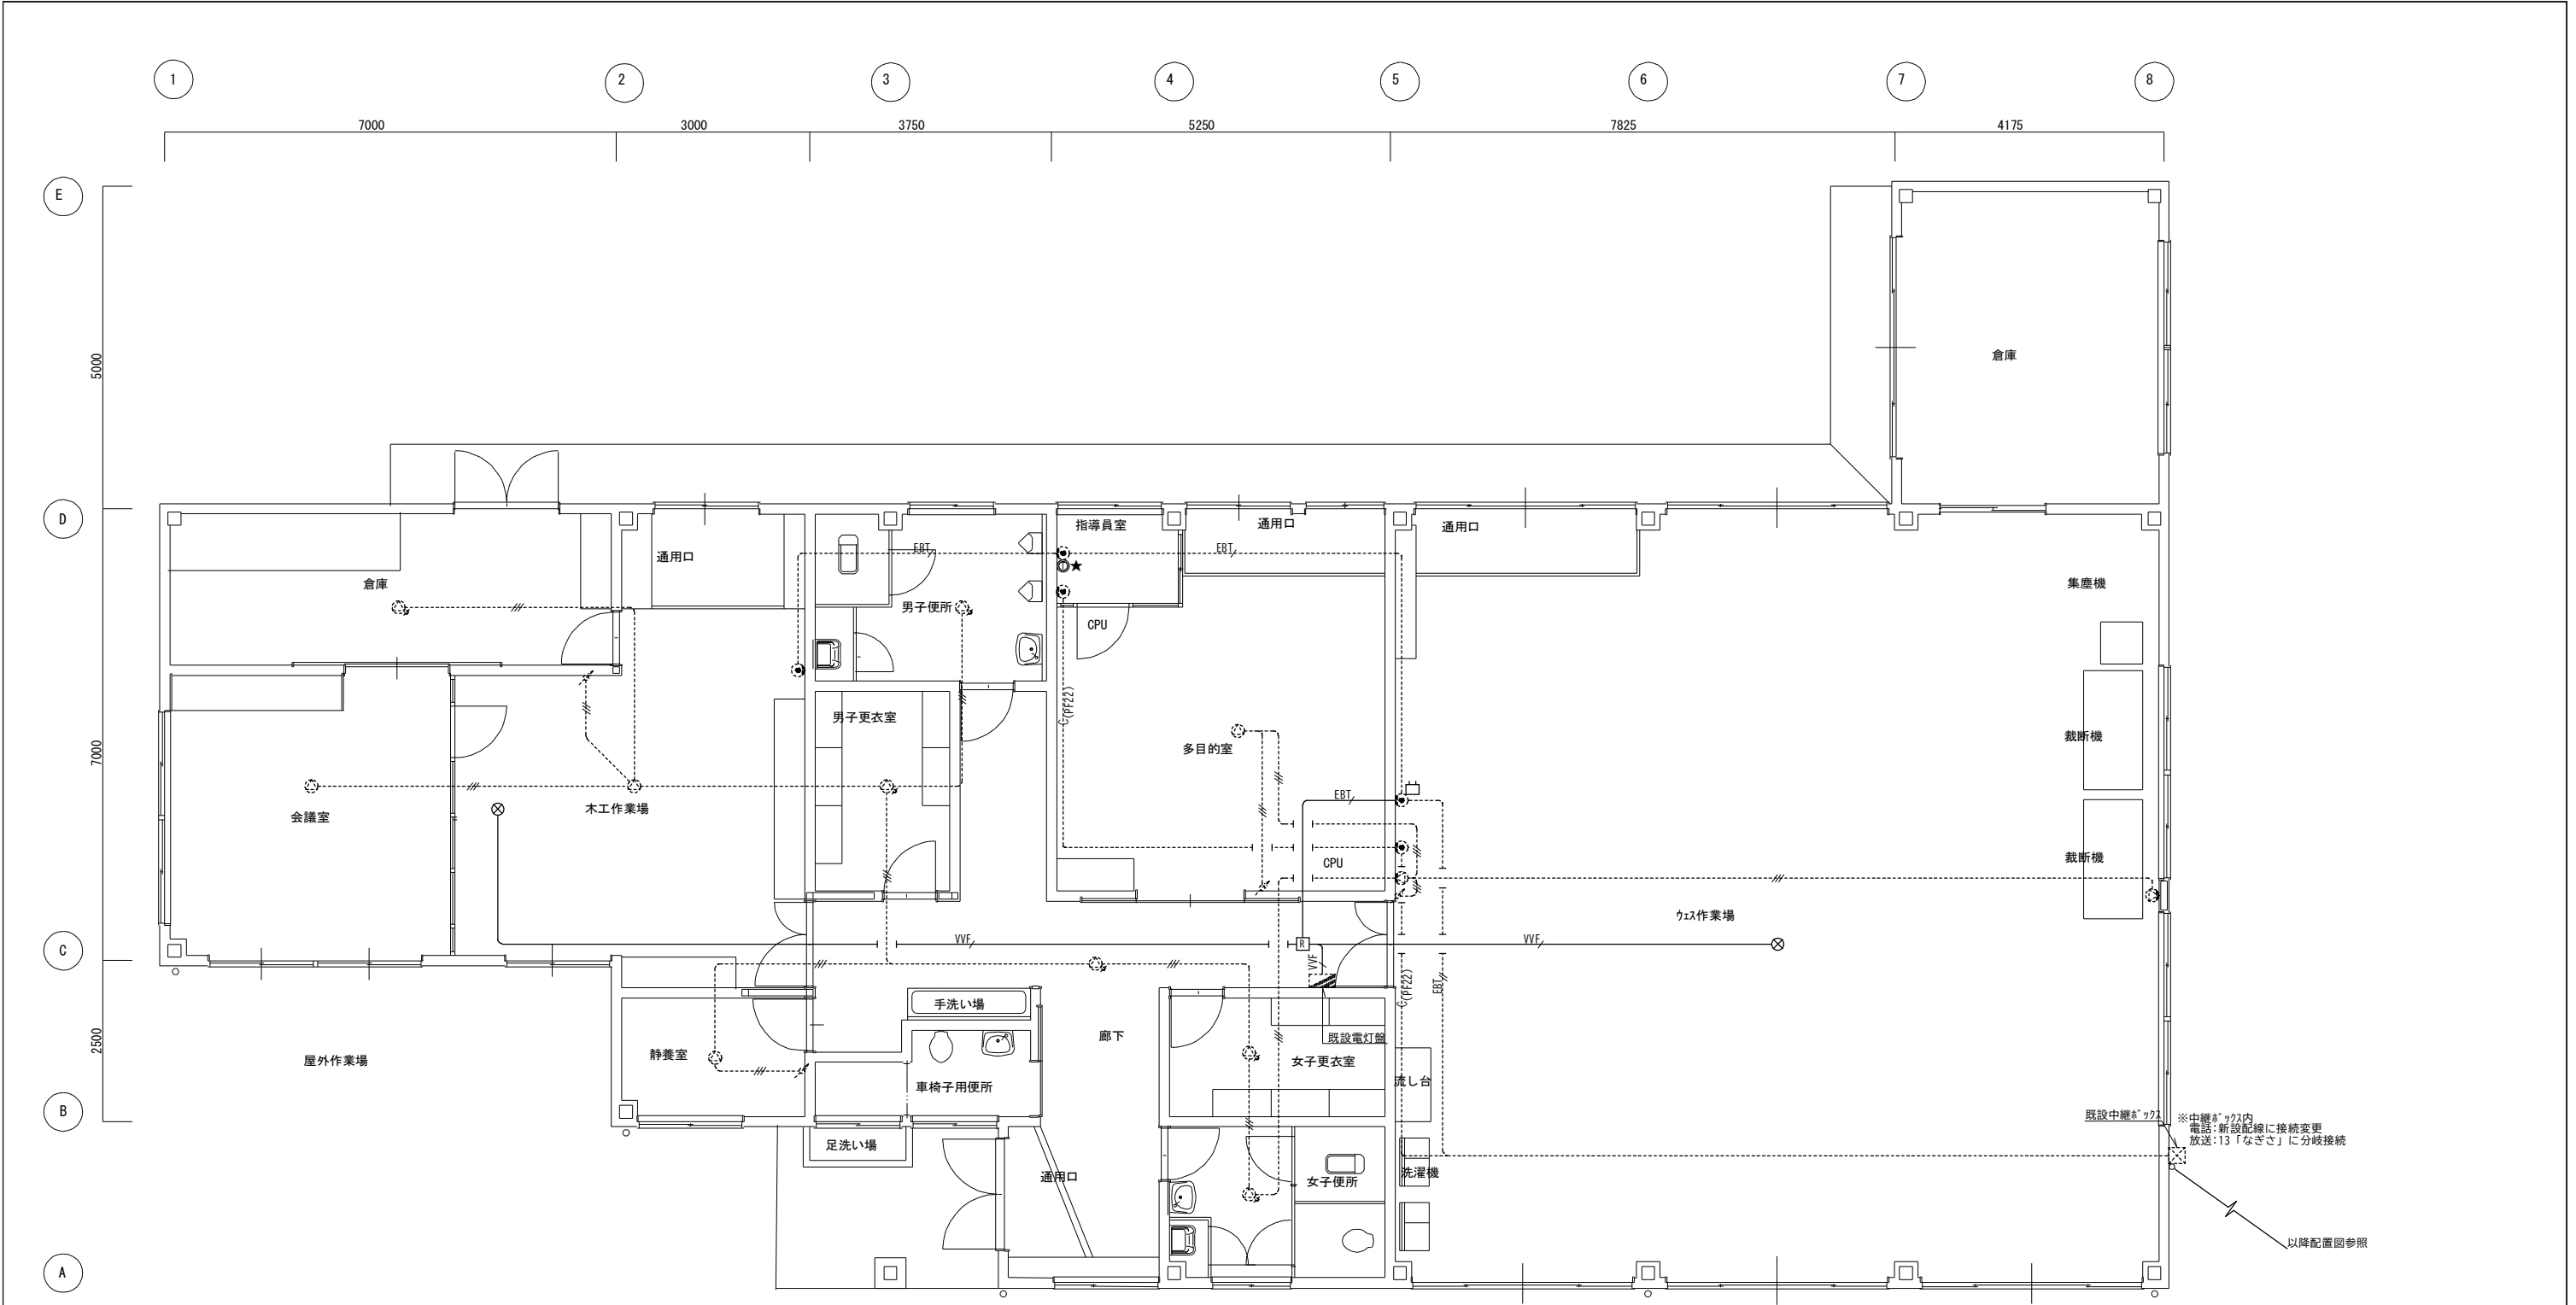 1 2 3 4 5 6 7 8
7000 3000 3750 5250 7825 4175
E
5000
倉庫
D
指導員室
通用口
通用口
通用口
EBT
EBT
倉庫
集塵機
男子便所
CPU
C(PF22)
男子更衣室
裁断機
多目的室
7000
EBT
木工作業場
会議室
裁断機
CPU
ウェス作業場
C
VVF
VVF
R
VVF
C(PF22)
EBT
手洗い場
2500
廊下
既設電灯盤
静養室
屋外作業場
女子更衣室
流し台
車椅子用便所
B
既設中継ボックス
※中継ボックス内
電話:新設配線に接続変更
放送:13「なぎさ」に分岐接続
足洗い場
通用口
洗濯機
女子便所
以降配置図参照
A